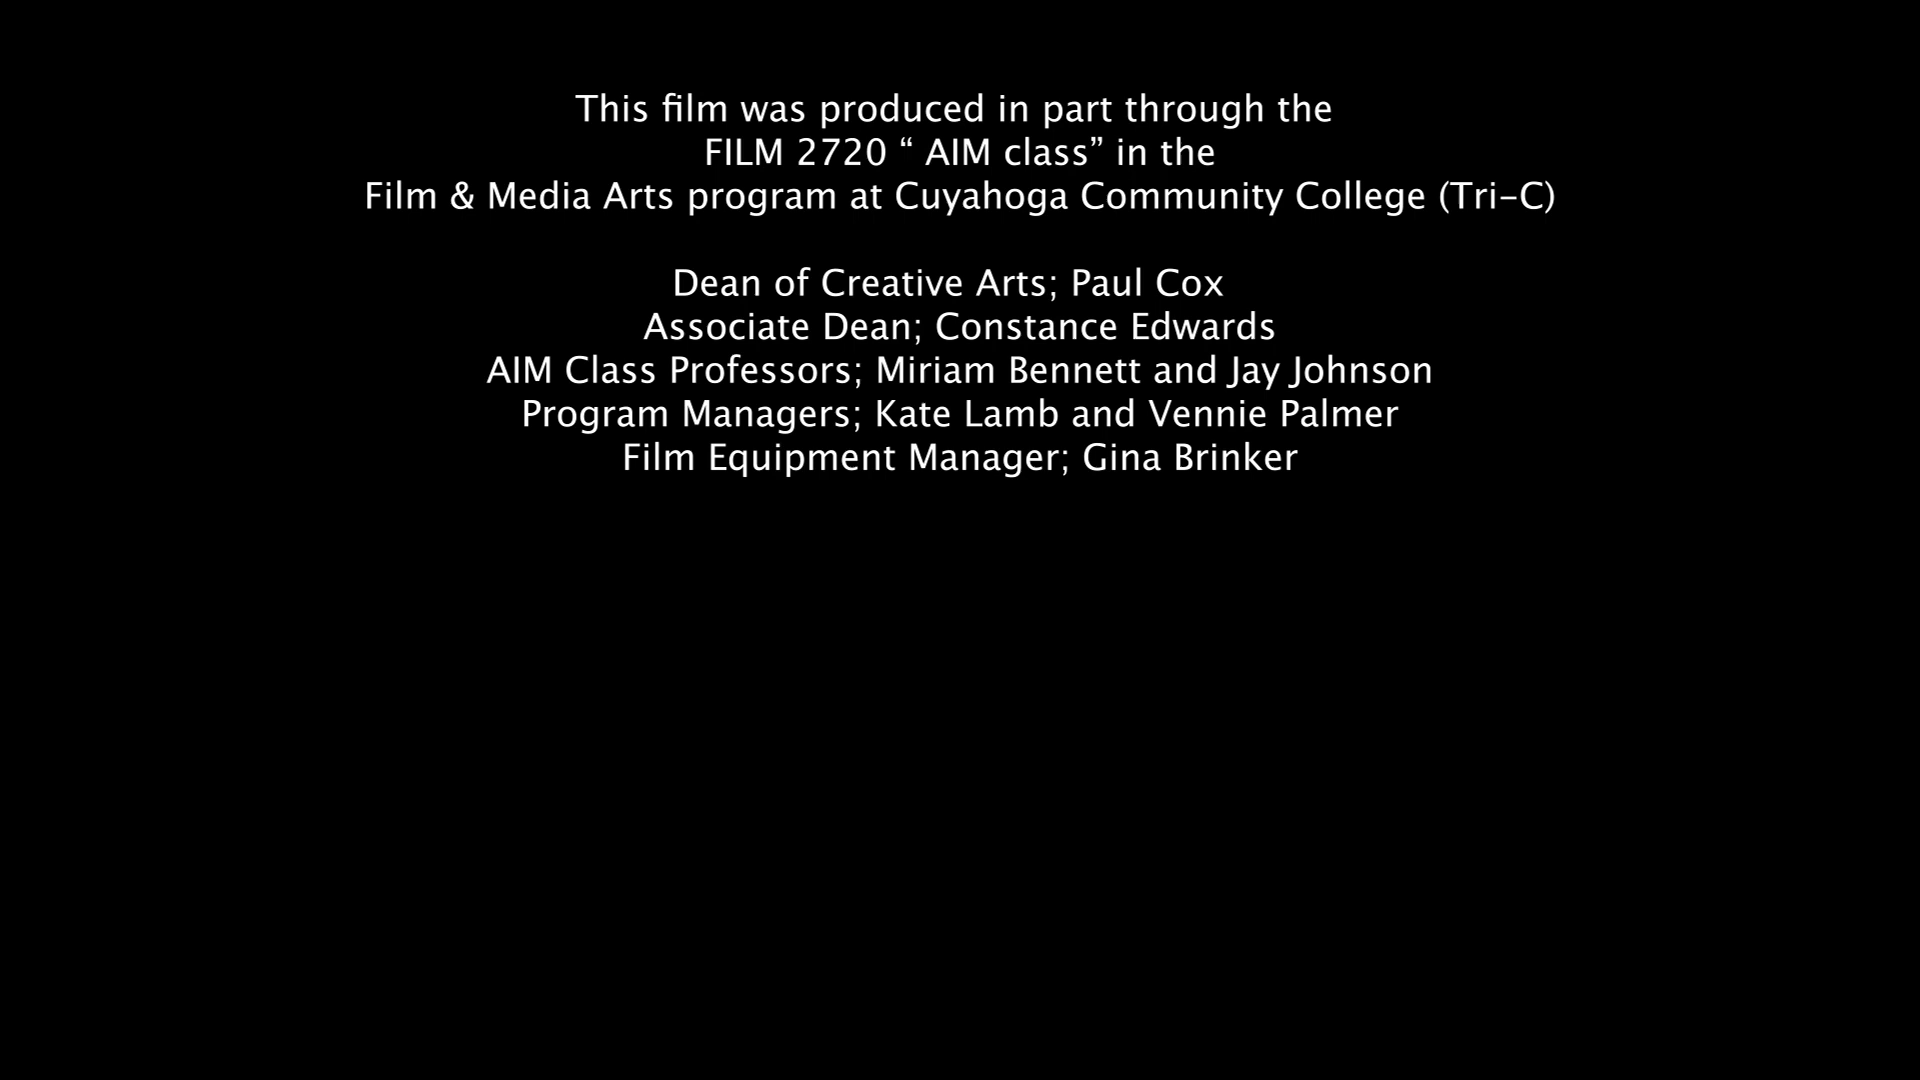 This film was produced in part through the
FILM 2720 “ AIM class” in the
Film & Media Arts program at Cuyahoga Community College (Tri-C)
Dean of Creative Arts; Paul Cox
Associate Dean; Constance Edwards
AIM Class Professors; Miriam Bennett and Jay Johnson
Program Managers; Kate Lamb and Vennie Palmer
Film Equipment Manager; Gina Brinker